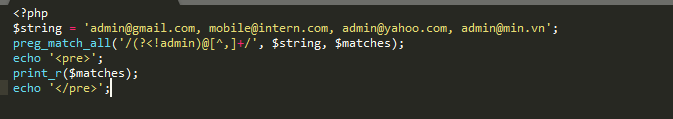 <?php
$string = 'admin@gmail.com, mobile@intern.com, admin@yahoo.com, admin@min.vn';
preg_match_all('/(?<!admin)@[^,]+/', $string, $matches);
echo '<pre>';
print_r($matches);
echo '</pre>';